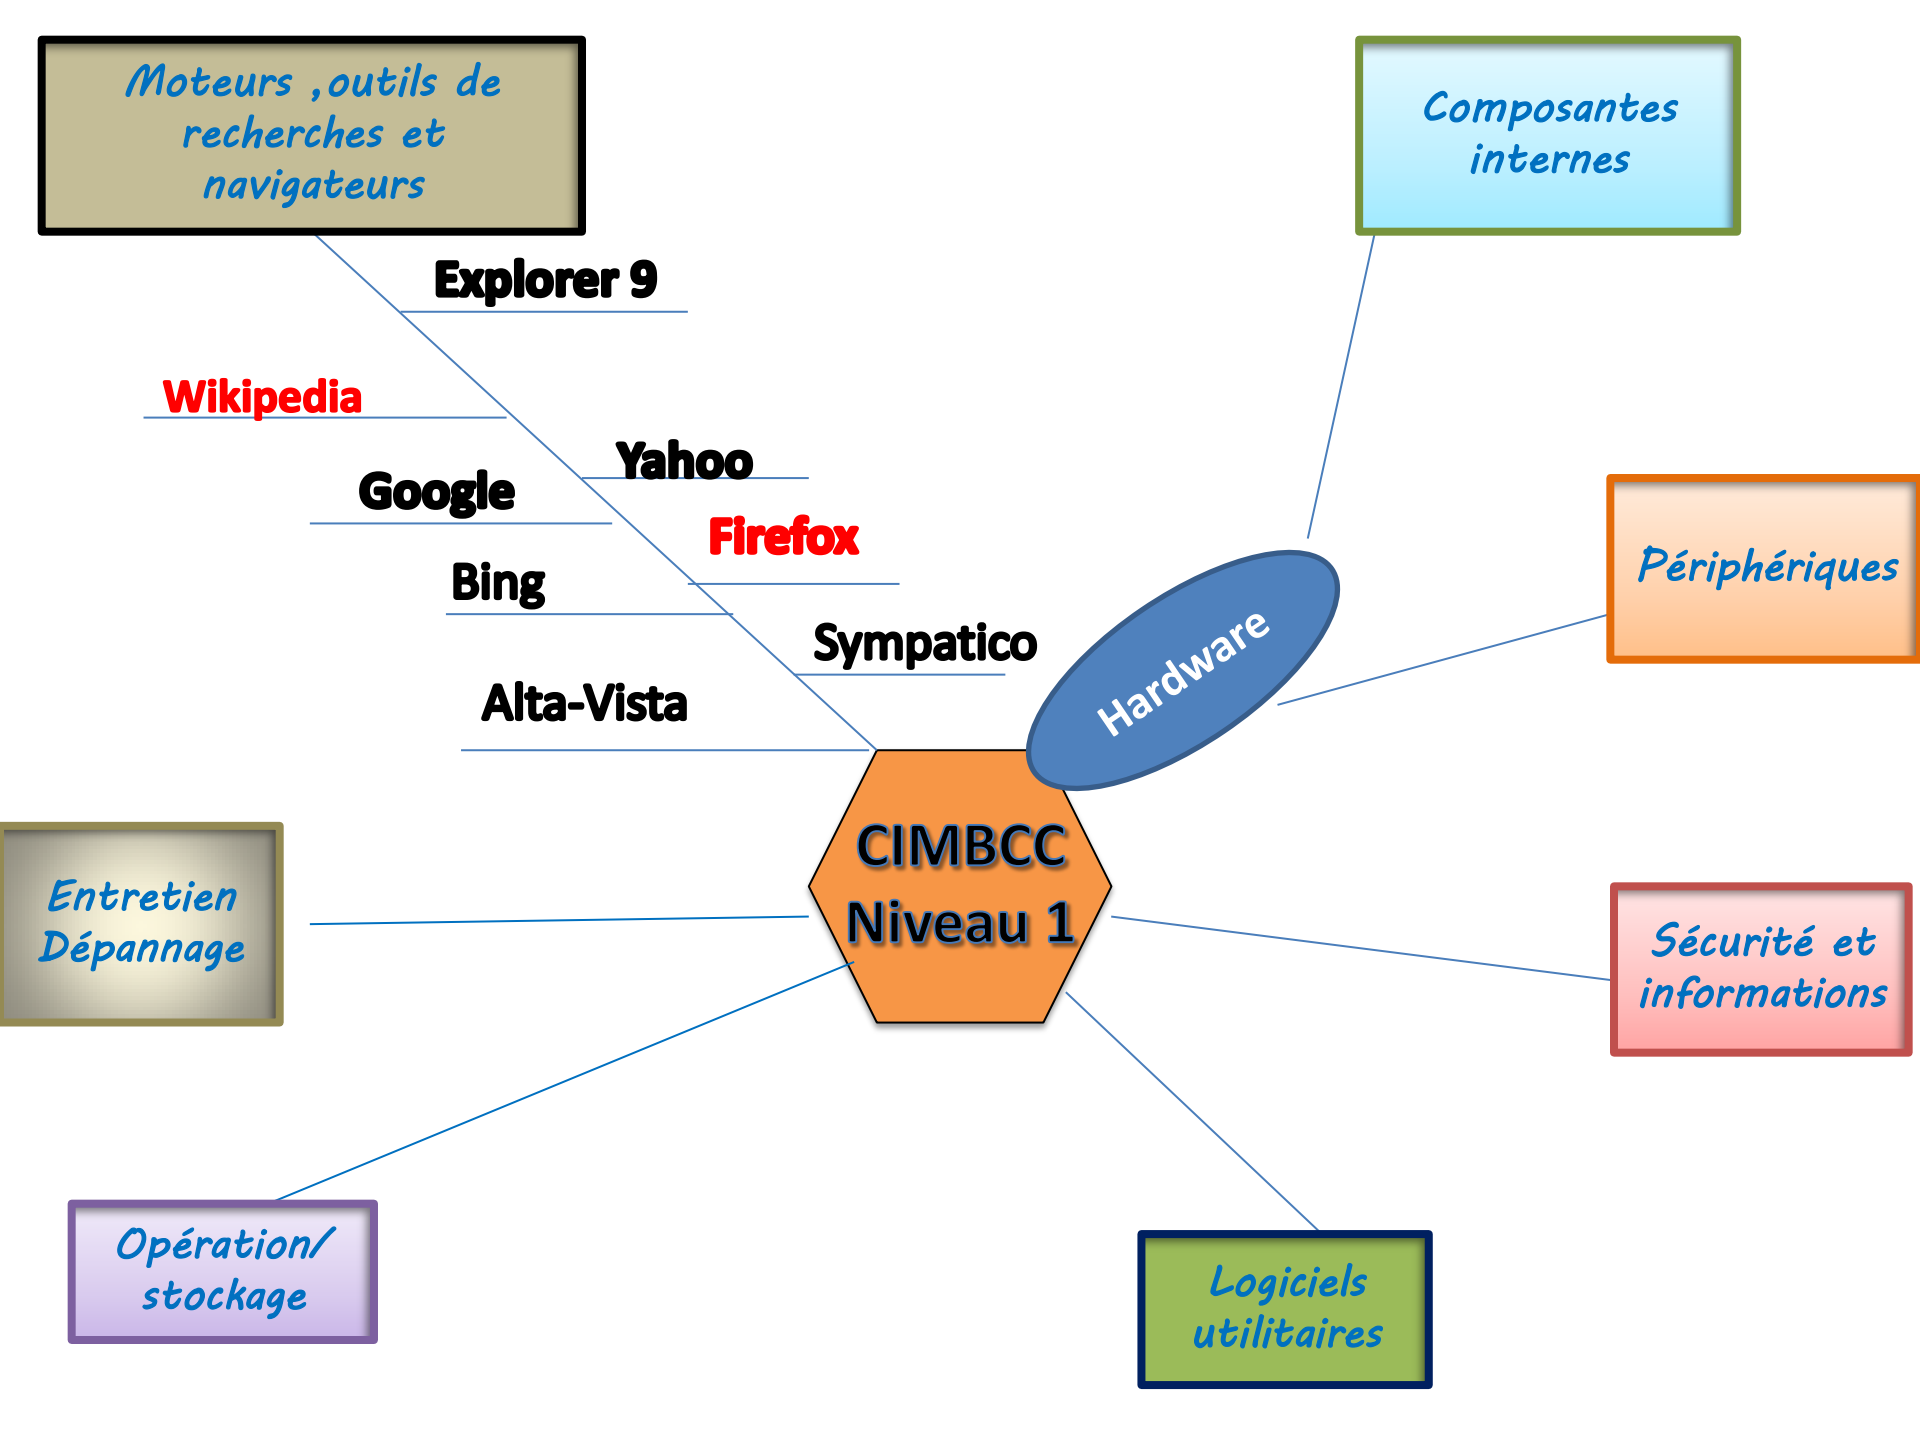 Moteurs ,outils de
recherches et
navigateurs
Composantes
internes
Explorer 9
Wikipedia
Yahoo
Google
Firefox
Périphériques
Bing
Sympatico
Hardware
Alta-Vista
CIMBCC
Niveau 1
Entretien
Dépannage
Sécurité et
informations
Opération/
stockage
Logiciels
utilitaires